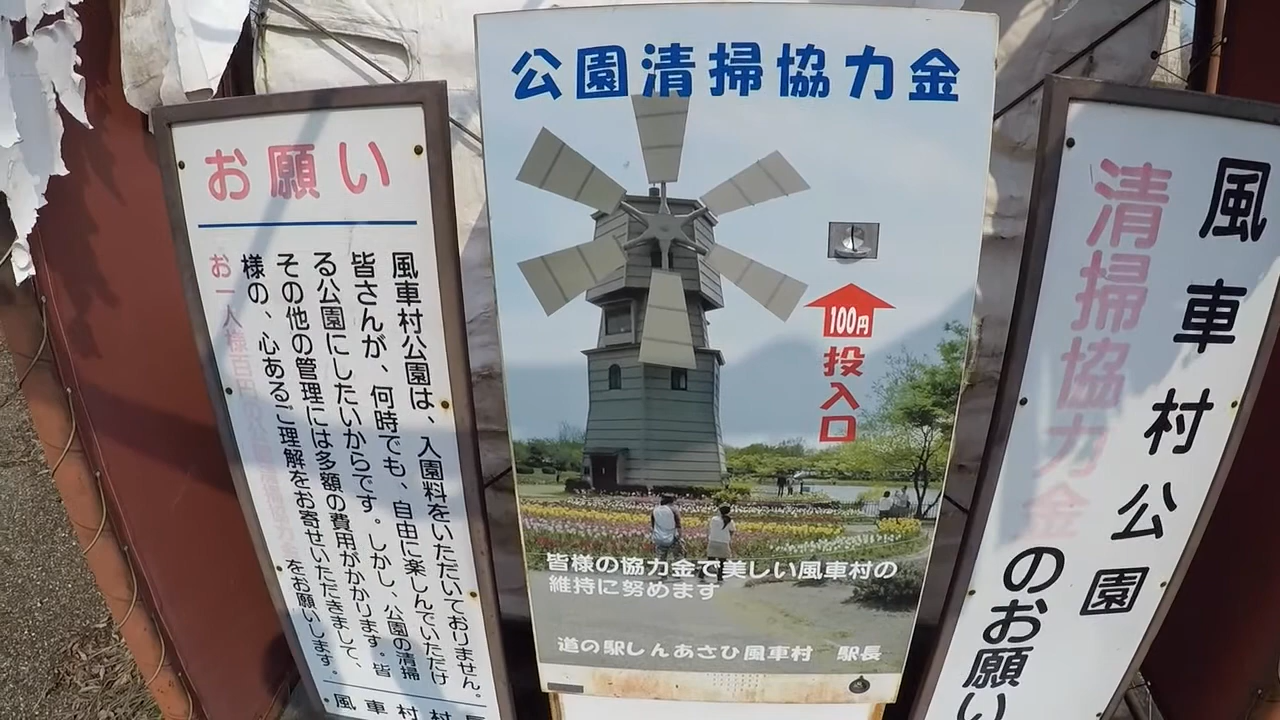 公園清掃協力金
100円
投入口
皆様の協力金で美しい風車村の
維持に努めます
道の駅しんあさひ風車村 駅長
風車村公園
清掃協力金
のお願い
お願い
風車村公園は、入園料をいただいておりません。
皆さんが、何時でも、自由に楽しんでいただけ
る公園にしたいからです。しかし、公園の清掃
その他の管理には多額の費用がかかります。皆
様の、心あるご理解をお寄せいただきまして、
お一人様百円の
をお願いします。
風車村村